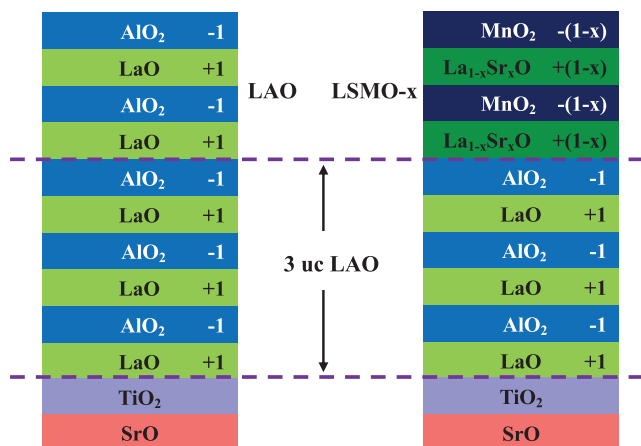 AlO₂ -1
LaO +1
AlO₂ -1
LaO +1
AlO₂ -1
LaO +1
AlO₂ -1
LaO +1
AlO₂ -1
LaO +1
TiO₂
SrO
LAO
LSMO-x
3 uc LAO
MnO₂ -(1-x)
La₁₋ₓSrₓO +(1-x)
MnO₂ -(1-x)
La₁₋ₓSrₓO +(1-x)
AlO₂ -1
LaO +1
AlO₂ -1
LaO +1
AlO₂ -1
LaO +1
TiO₂
SrO